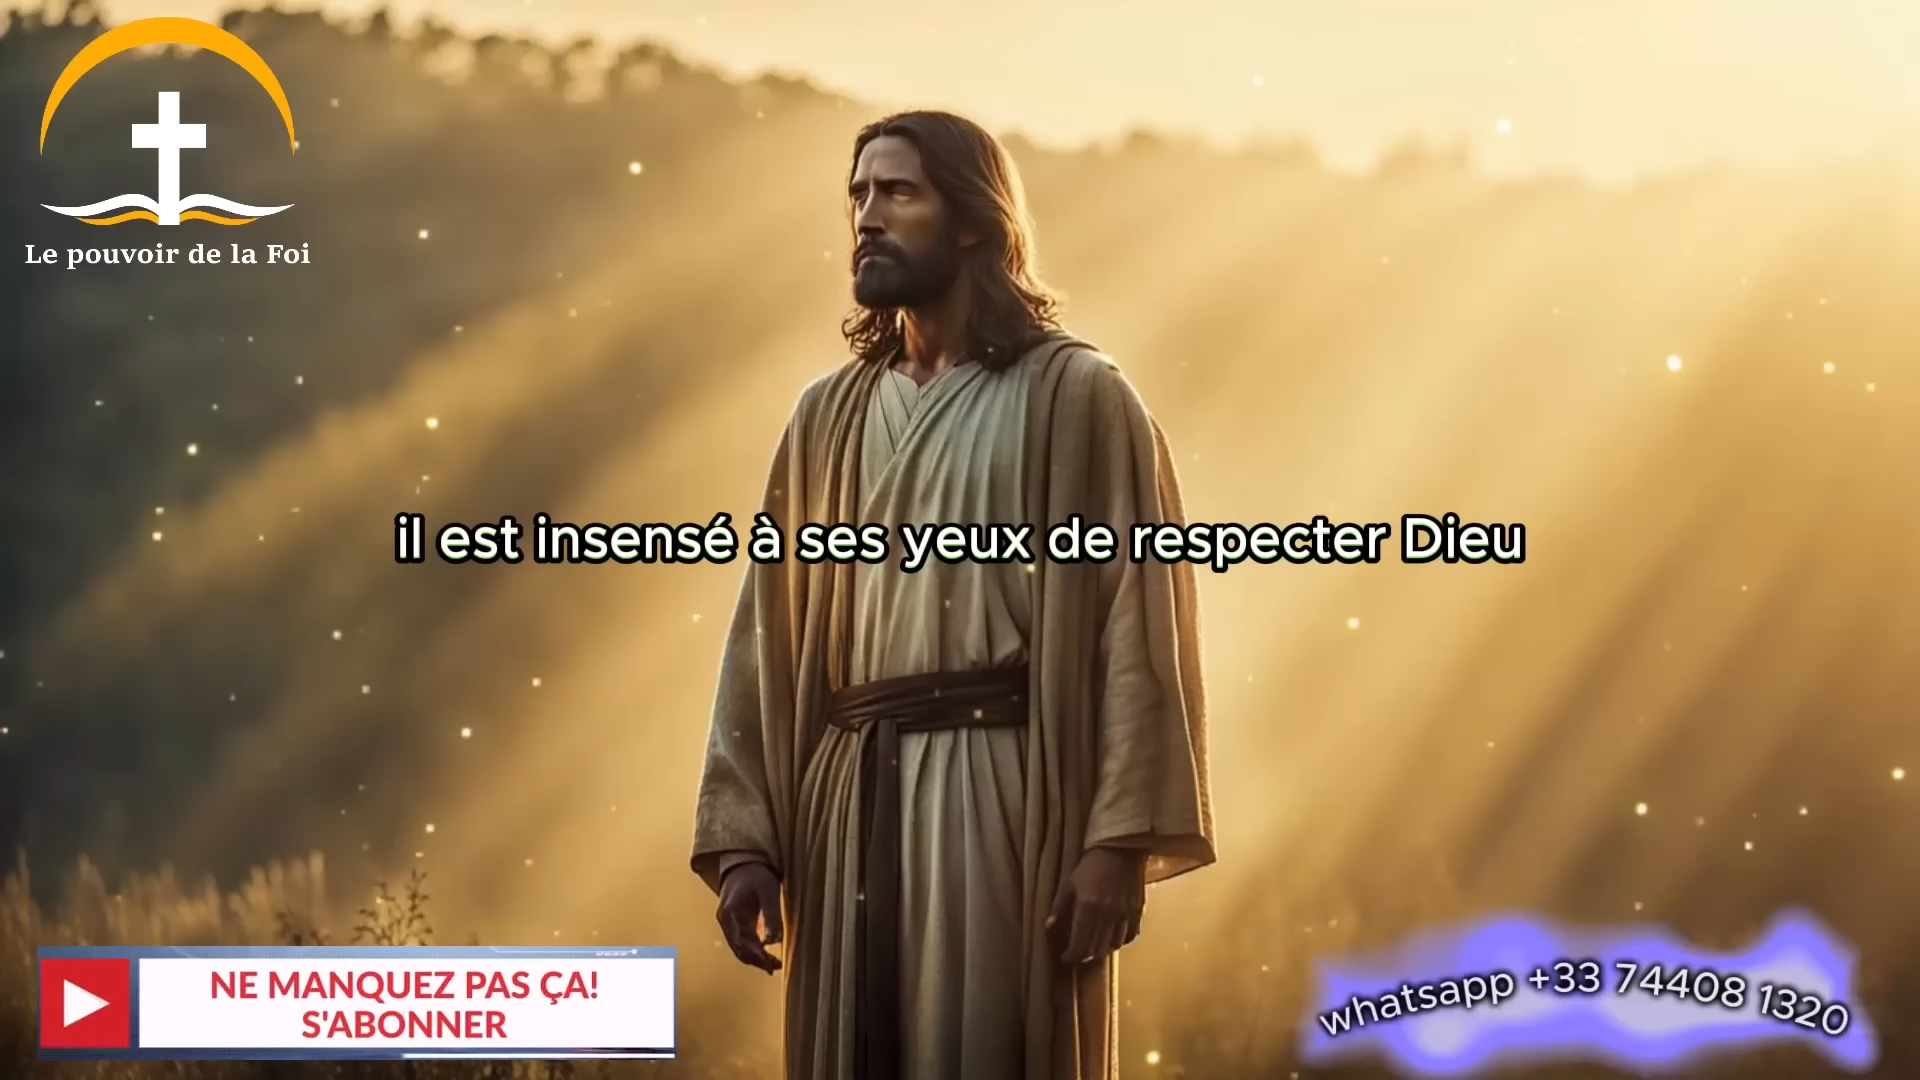 Le pouvoir de la Foi
il est insensé à ses yeux de respecter Dieu
NE MANQUEZ PAS ÇA!
S'ABONNER
whatsapp +33 74408 1320